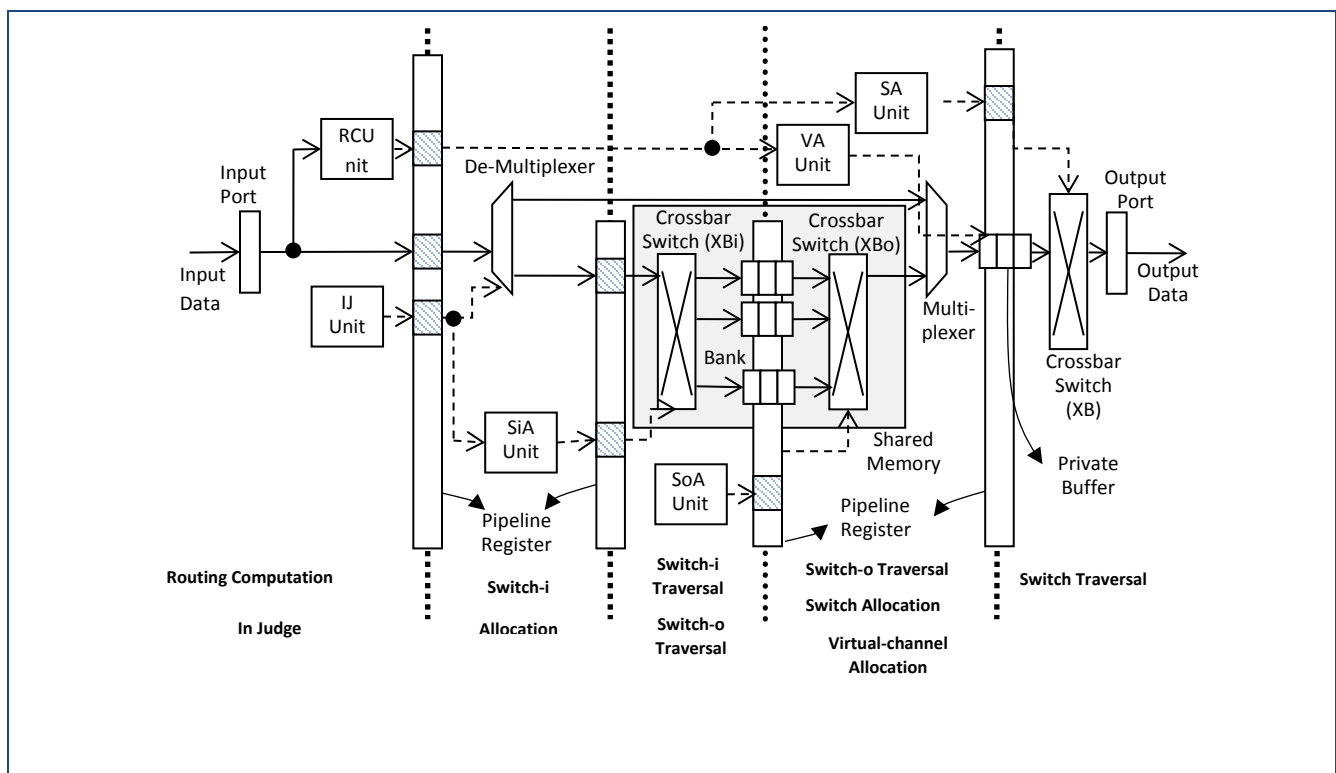 SA
Unit
RCU
nit
VA
Unit
De-Multiplexer
Input
Port
Output
Port
Crossbar
Switch (XBi)
Crossbar
Switch (XBo)
Input
Data
Output
Data
IJ
Unit
Multi-
plexer
Bank
Crossbar
Switch
(XB)
SiA
Unit
Shared
Memory
SoA
Unit
Private
Buffer
Pipeline
Register
Pipeline
Register
Routing Computation
In Judge
Switch-i
Allocation
Switch-i
Traversal
Switch-o
Traversal
Switch-o Traversal
Switch Allocation
Virtual-channel
Allocation
Switch Traversal